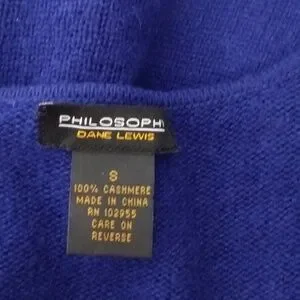 PHILOSOPHY
DANE LEWIS
S
100% CASHMERE
MADE IN CHINA
RN 102955
CARE ON
REVERSE